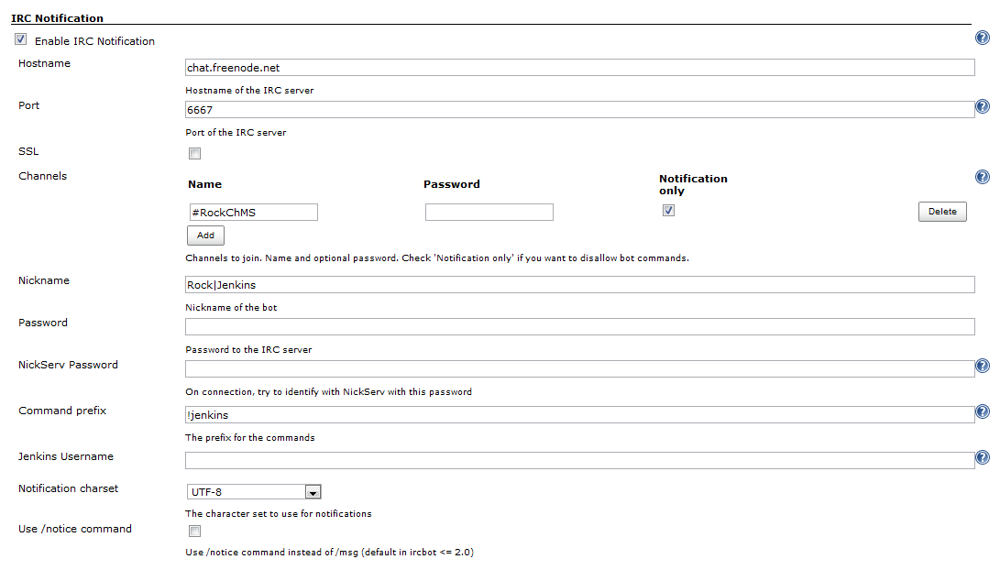 IRC Notification
Enable IRC Notification
Hostname
chat.freenode.net
Hostname of the IRC server
Port
6667
Port of the IRC server
SSL
Channels
Name Password Notification only
#RockChMS
Delete
Add
Channels to join. Name and optional password. Check 'Notification only' if you want to disallow bot commands.
Nickname
Rock|Jenkins
Nickname of the bot
Password
Password to the IRC server
NickServ Password
On connection, try to identify with NickServ with this password
Command prefix
!jenkins
The prefix for the commands
Jenkins Username
Notification charset
UTF-8
The character set to use for notifications
Use /notice command
Use /notice command instead of /msg (default in ircbot <= 2.0)